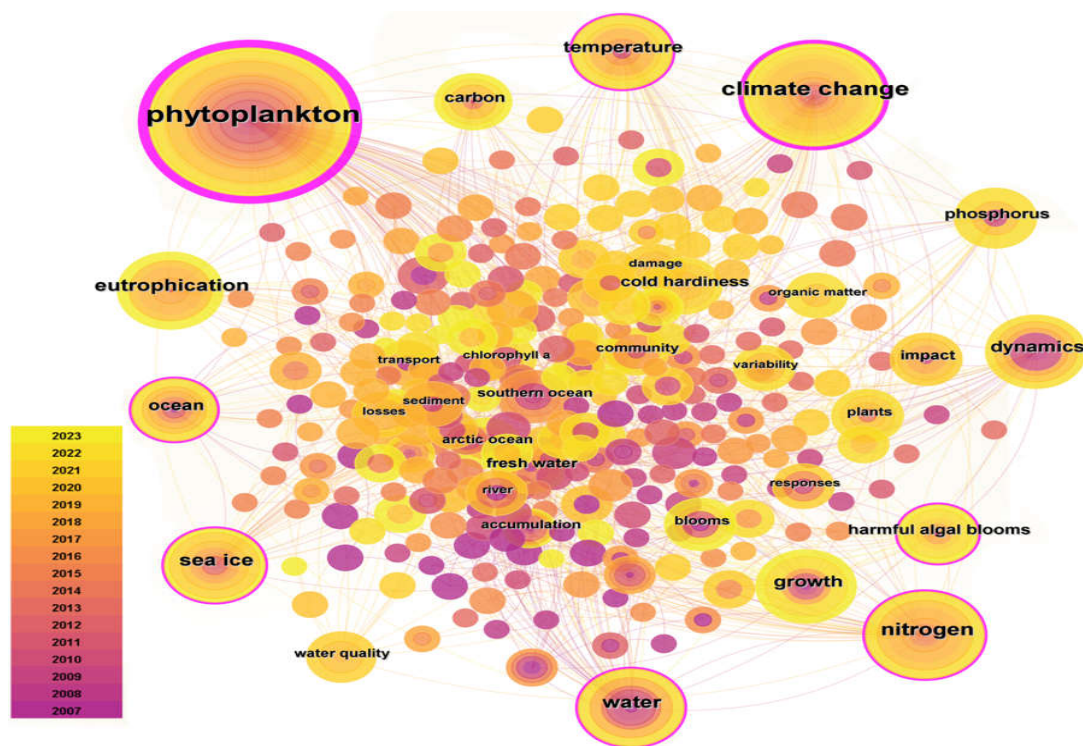 temperature
climate change
carbon
phytoplankton
phosphorus
damage
cold hardiness
eutrophication
organic matter
chlorophyll a
community
dynamics
transport
variability
impact
southern ocean
sediment
ocean
losses
plants
arctic ocean
fresh water
river
responses
accumulation
blooms
harmful algal blooms
sea ice
growth
nitrogen
water quality
water
2023
2022
2021
2020
2019
2018
2017
2016
2015
2014
2013
2012
2011
2010
2009
2008
2007